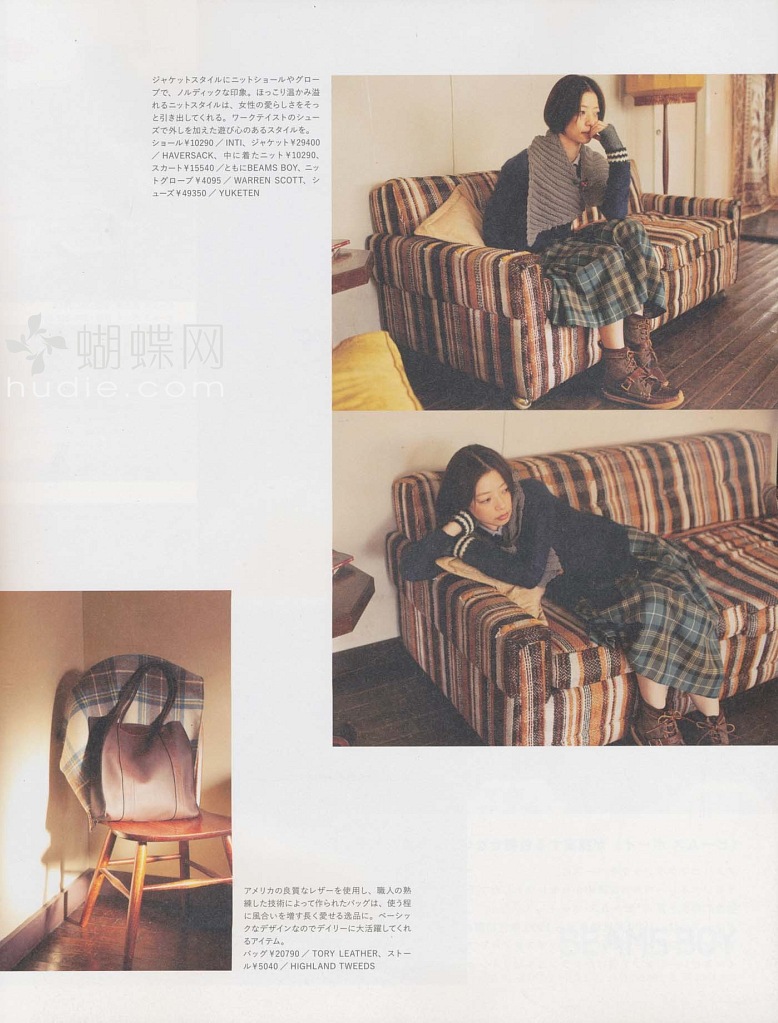 ジャケットスタイルにニットショールやグロー
ブで、ノルディックな印象。ほっこり温かみ溢
れるニットスタイルは、女性の愛らしさをそっ
と引き出してくれる。ワークテイストのシュー
ズで外しを加えた遊び心のあるスタイルを。
ショール¥10290／INTI、ジャケット¥29400
／HAVERSACK、中に着たニット¥10290、
スカート¥15540／ともにBEAMS BOY、ニッ
トグローブ¥4095／WARREN SCOTT、シュ
ーズ¥49350／YUKETEN
蝴蝶网
hudie.com
アメリカの良質なレザーを使用し、職人の熟
練した技術によって作られたバッグは、使う程
に風合いを増す長く愛せる逸品に。ベーシッ
クなデザインなのでデイリーに大活躍してくれ
るアイテム。
バッグ¥20790／TORY LEATHER、ストー
ル¥5040／HIGHLAND TWEEDS